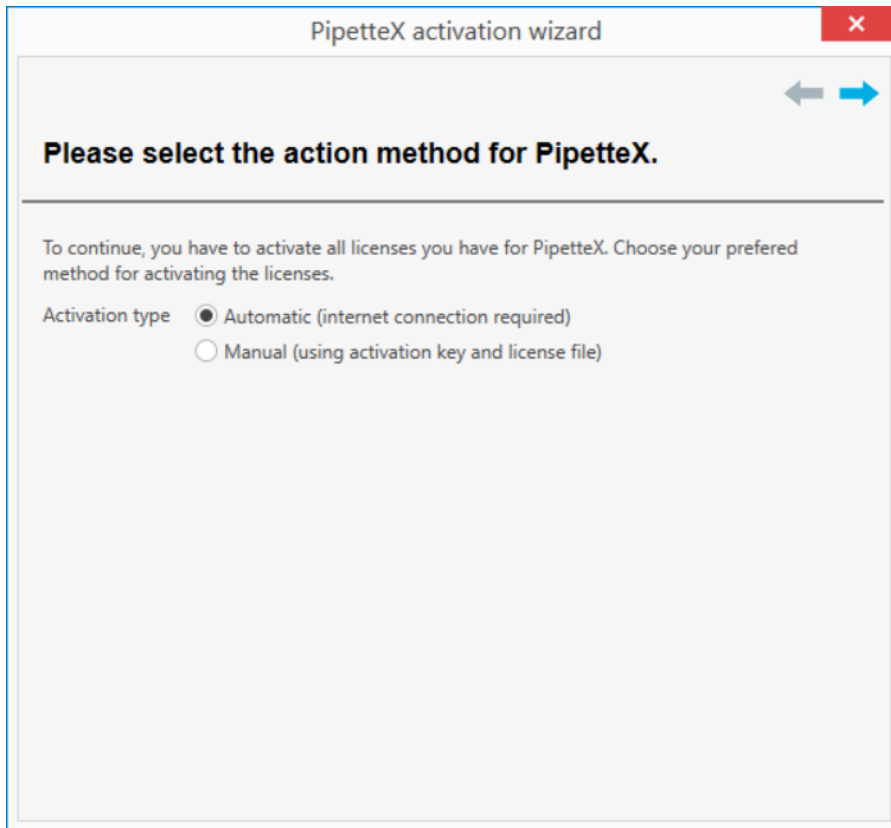 PipetteX activation wizard
Please select the action method for PipetteX.
To continue, you have to activate all licenses you have for PipetteX. Choose your prefered
method for activating the licenses.
Activation type Automatic (internet connection required)
Manual (using activation key and license file)